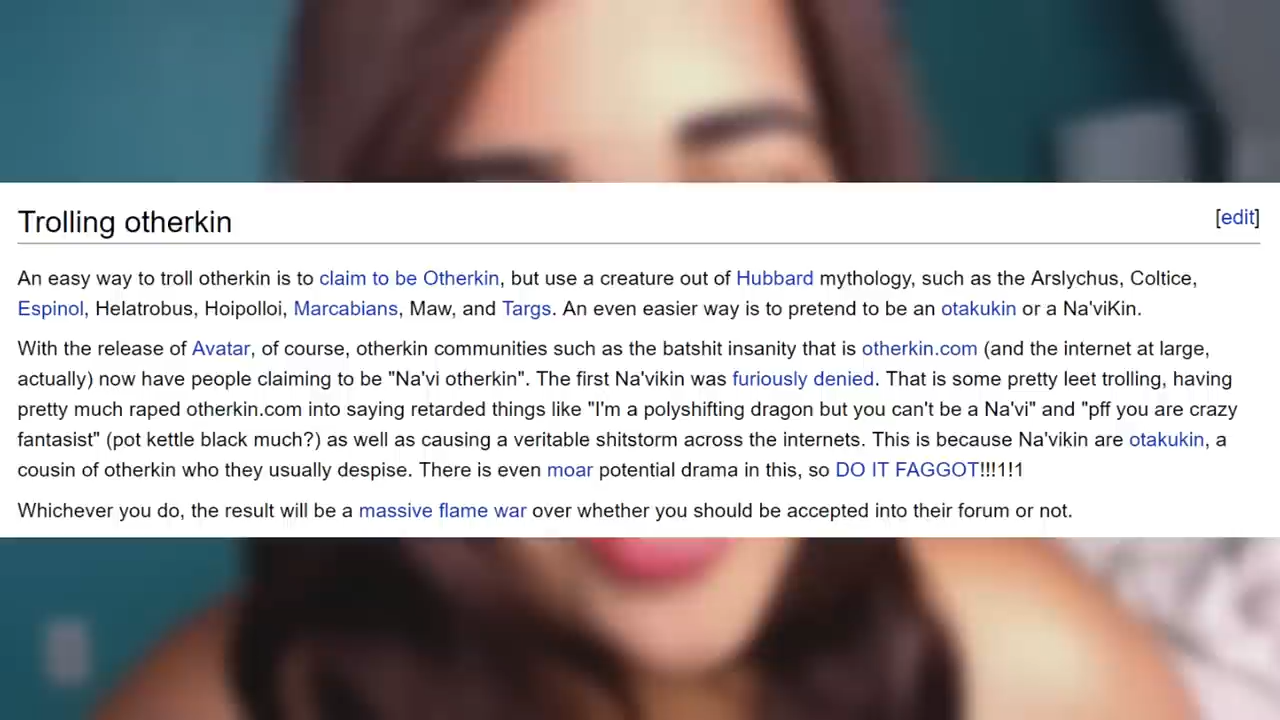 Trolling otherkin [edit]
An easy way to troll otherkin is to claim to be Otherkin, but use a creature out of Hubbard mythology, such as the Arslychus, Coltice,
Espinol, Helatrobus, Hoipolloi, Marcabians, Maw, and Targs. An even easier way is to pretend to be an otakukin or a Na'viKin.
With the release of Avatar, of course, otherkin communities such as the batshit insanity that is otherkin.com (and the internet at large,
actually) now have people claiming to be "Na'vi otherkin". The first Na'vikin was furiously denied. That is some pretty leet trolling, having
pretty much raped otherkin.com into saying retarded things like "I'm a polyshifting dragon but you can't be a Na'vi" and "pff you are crazy
fantasist" (pot kettle black much?) as well as causing a veritable shitstorm across the internets. This is because Na'vikin are otakukin, a
cousin of otherkin who they usually despise. There is even moar potential drama in this, so DO IT FAGGOT!!!1!1
Whichever you do, the result will be a massive flame war over whether you should be accepted into their forum or not.